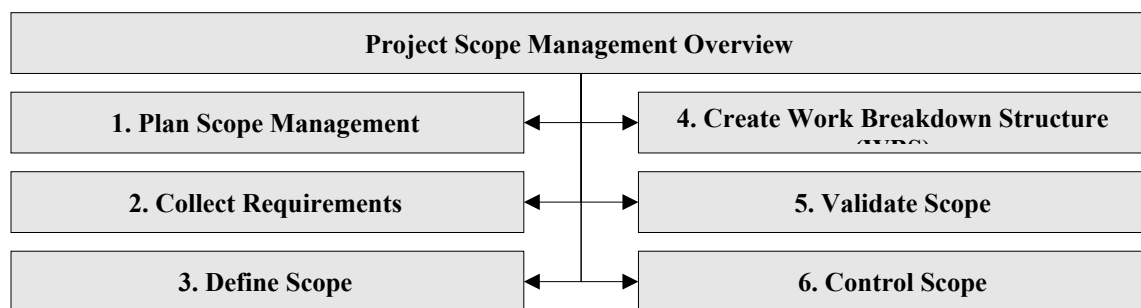 Project Scope Management Overview
1. Plan Scope Management
4. Create Work Breakdown Structure
2. Collect Requirements
5. Validate Scope
3. Define Scope
6. Control Scope